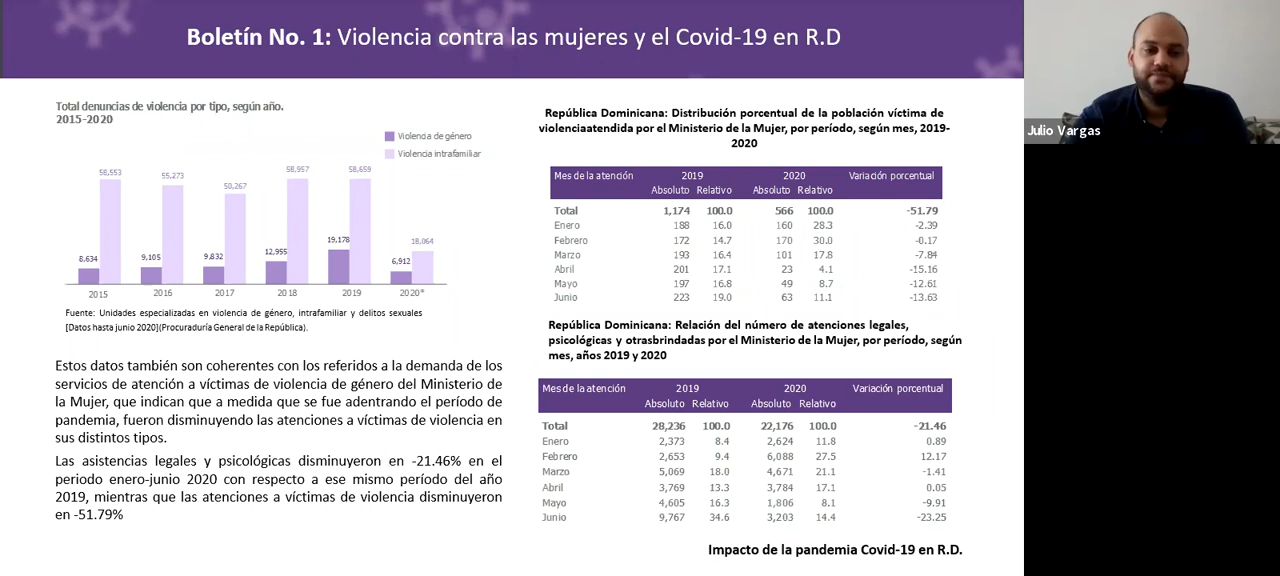 Boletín No. 1: Violencia contra las mujeres y el Covid-19 en R.D
Total denuncias de violencia por tipo, según año.
2015-2020
Violencia de género
Violencia intrafamiliar
58,553
55,273
50,267
58,957
58,659
18,064
8,634
9,105
9,832
12,955
19,178
6,912
2015 2016 2017 2018 2019 2020*
Fuente: Unidades especializadas en violencia de género, intrafamiliar y delitos sexuales
[Datos hasta junio 2020](Procuraduría General de la República).
Estos datos también son coherentes con los referidos a la demanda de los
servicios de atención a víctimas de violencia de género del Ministerio de
la Mujer, que indican que a medida que se fue adentrando el período de
pandemia, fueron disminuyendo las atenciones a víctimas de violencia en
sus distintos tipos.
Las asistencias legales y psicológicas disminuyeron en -21.46% en el
periodo enero-junio 2020 con respecto a ese mismo período del año
2019, mientras que las atenciones a víctimas de violencia disminuyeron
en -51.79%
República Dominicana: Distribución porcentual de la población víctima de
violenciaatendida por el Ministerio de la Mujer, por período, según mes, 2019-
2020
Mes de la atención 2019 2020 Variación porcentual
Absoluto Relativo Absoluto Relativo
Total 1,174 100.0 566 100.0 -51.79
Enero 188 16.0 160 28.3 -2.39
Febrero 172 14.7 170 30.0 -0.17
Marzo 193 16.4 101 17.8 -7.84
Abril 201 17.1 23 4.1 -15.16
Mayo 197 16.8 49 8.7 -12.61
Junio 223 19.0 63 11.1 -13.63
República Dominicana: Relación del número de atenciones legales,
psicológicas y otrasbrindadas por el Ministerio de la Mujer, por período, según
mes, años 2019 y 2020
Mes de la atención 2019 2020 Variación porcentual
Absoluto Relativo Absoluto Relativo
Total 28,236 100.0 22,176 100.0 -21.46
Enero 2,373 8.4 2,624 11.8 0.89
Febrero 2,653 9.4 6,088 27.5 12.17
Marzo 5,069 18.0 4,671 21.1 -1.41
Abril 3,769 13.3 3,784 17.1 0.05
Mayo 4,605 16.3 1,806 8.1 -9.91
Junio 9,767 34.6 3,203 14.4 -23.25
Impacto de la pandemia Covid-19 en R.D.
Julio Vargas